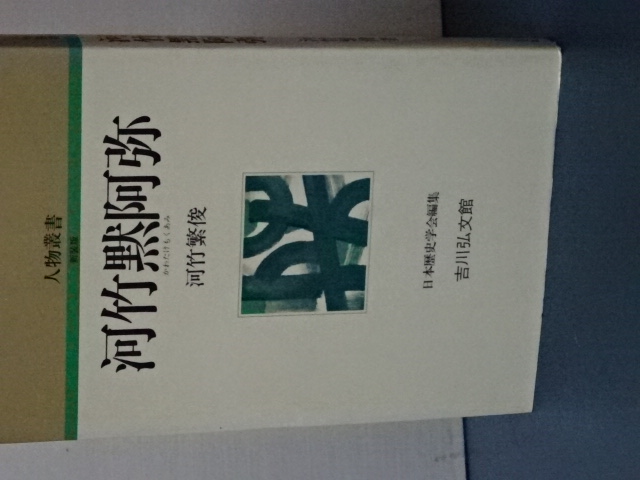 人物叢書
新装版
河竹黙阿弥
かわたけもくあみ
河竹繁俊
日本歴史学会編集
吉川弘文館